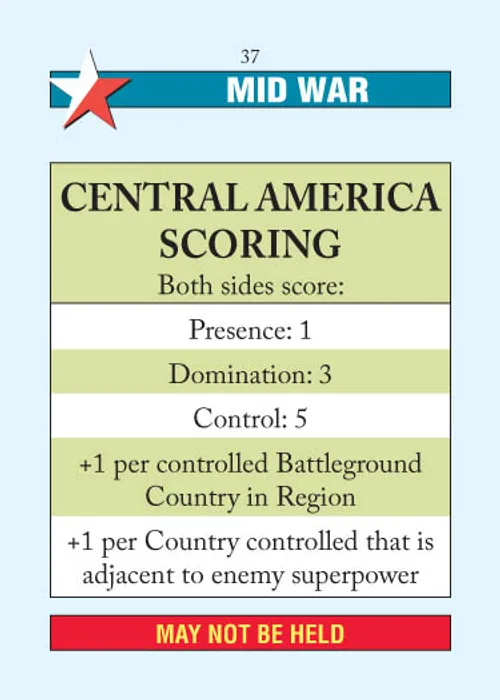 37
MID WAR
CENTRAL AMERICA
SCORING
Both sides score:
Presence: 1
Domination: 3
Control: 5
+1 per controlled Battleground
Country in Region
+1 per Country controlled that is
adjacent to enemy superpower
MAY NOT BE HELD